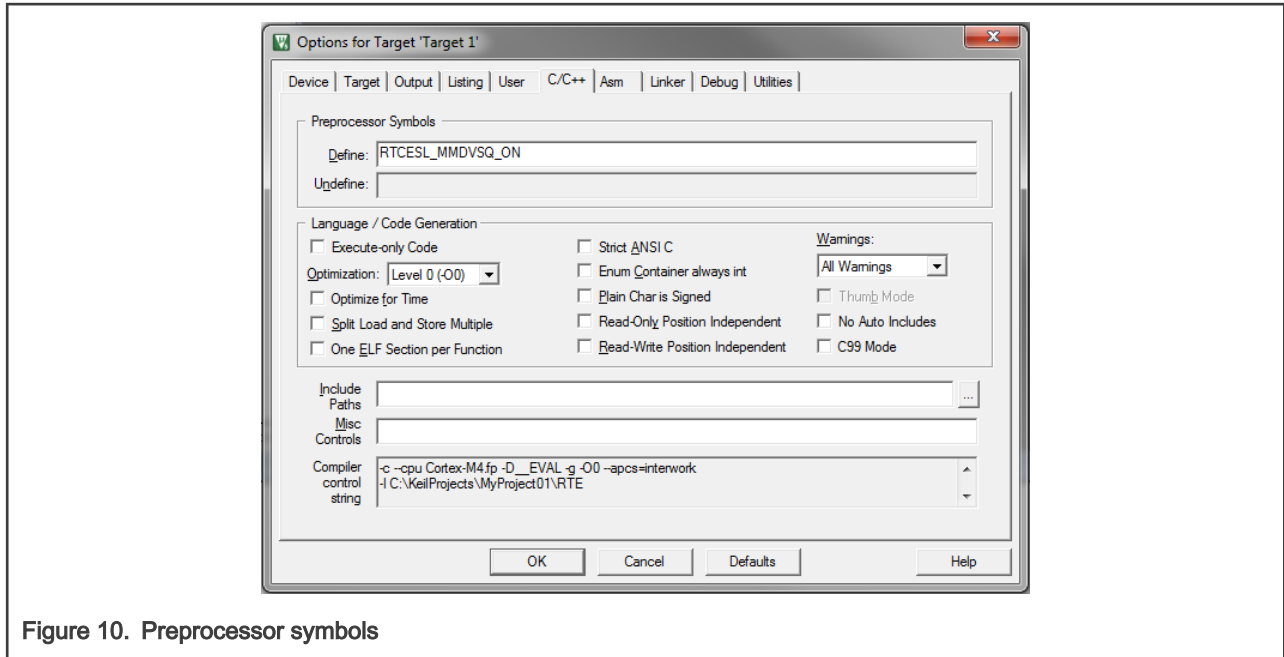 Options for Target 'Target 1'
Device Target Output Listing User C/C++ Asm Linker Debug Utilities
Preprocessor Symbols
Define: RTCESL_MMDVSQ_ON
Undefine:
Language / Code Generation
Execute-only Code Strict ANSI C Warnings:
Optimization: Level 0 (-O0) Enum Container always int All Warnings
Optimize for Time Plain Char is Signed Thumb Mode
Split Load and Store Multiple Read-Only Position Independent No Auto Includes
One ELF Section per Function Read-Write Position Independent C99 Mode
Include
Paths ...
Misc
Controls
Compiler
control
string
-c --cpu Cortex-M4.fp -D__EVAL -g -O0 --apcs=interwork
-I C:\KeilProjects\MyProject01\RTE
OK Cancel Defaults Help
Figure 10. Preprocessor symbols